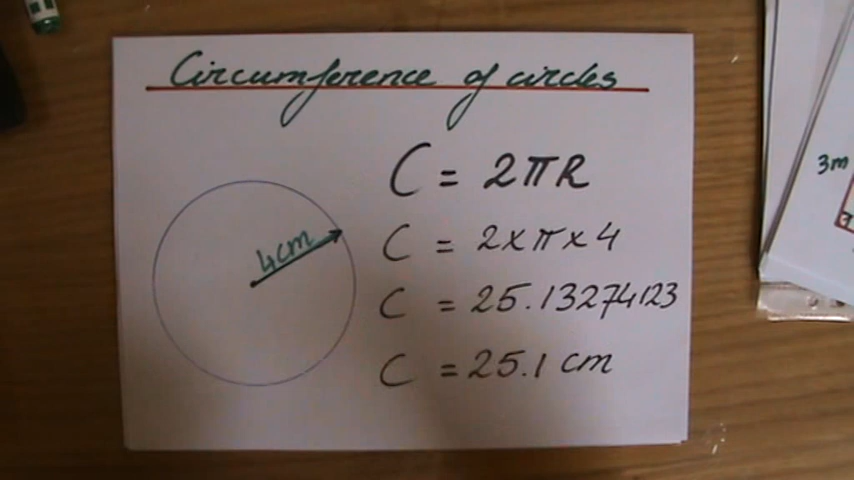 Circumference of circles
C = 2πR
4cm
C = 2×π×4
C = 25.13274123
C = 25.1 cm
3m